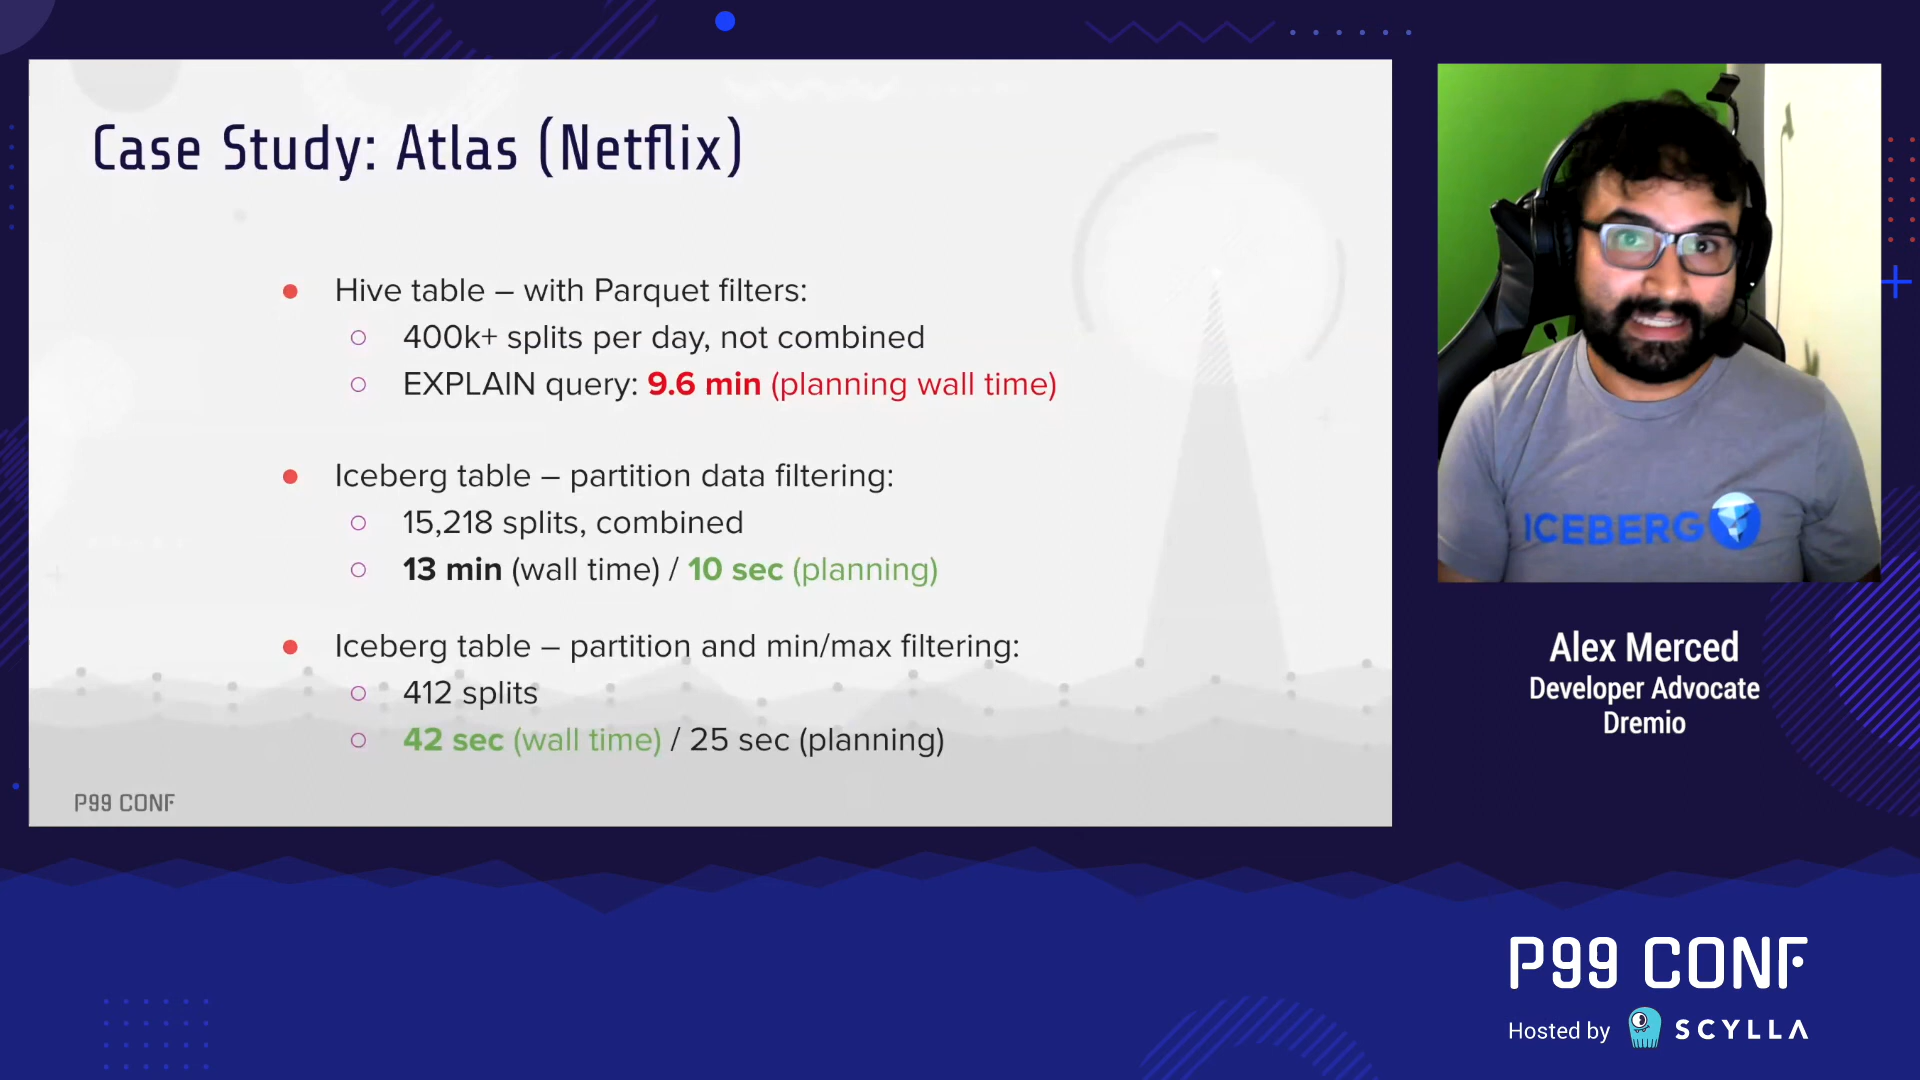 Case Study: Atlas (Netflix)
● Hive table – with Parquet filters:
○ 400k+ splits per day, not combined
○ EXPLAIN query: 9.6 min (planning wall time)
● Iceberg table – partition data filtering:
○ 15,218 splits, combined
○ 13 min (wall time) / 10 sec (planning)
● Iceberg table – partition and min/max filtering:
○ 412 splits
○ 42 sec (wall time) / 25 sec (planning)
P99 CONF
ICEBERG
Alex Merced
Developer Advocate
Dremio
P99 CONF
Hosted by SCYLLA